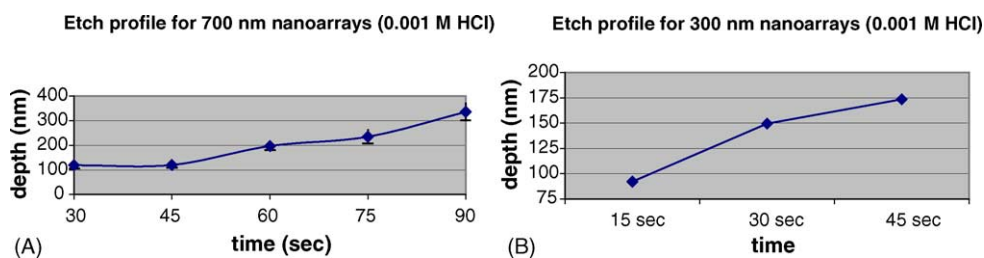 Etch profile for 700 nm nanoarrays (0.001 M HCl)
depth (nm)
400
300
200
100
0
30 45 60 75 90
time (sec)
(A)
Etch profile for 300 nm nanoarrays (0.001 M HCl)
depth (nm)
200
175
150
125
100
75
15 sec 30 sec 45 sec
time
(B)